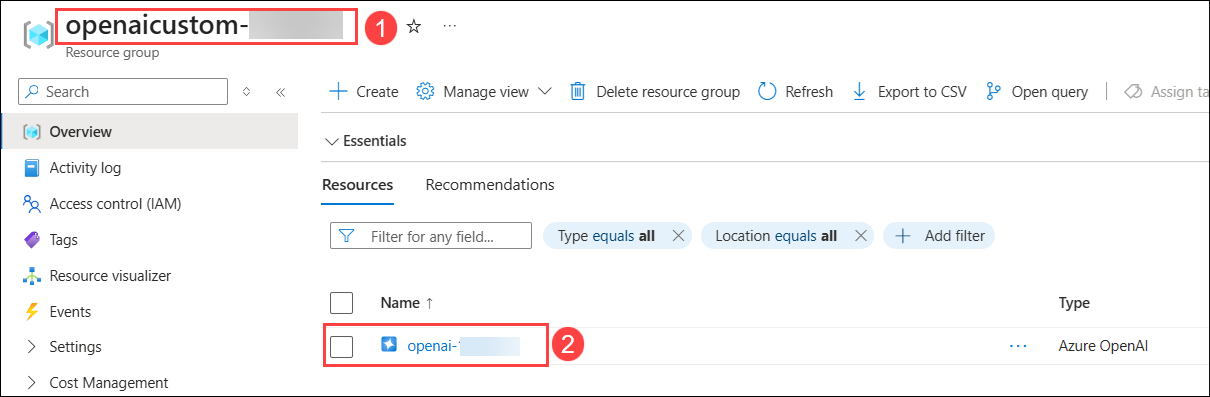 openaicustom-
1
Resource group
Search
Create
Manage view
Delete resource group
Refresh
Export to CSV
Open query
Assign ta
Overview
Essentials
Activity log
Resources Recommendations
Access control (IAM)
Filter for any field...
Type equals all
Location equals all
Add filter
Tags
Resource visualizer
Events
Name ↑ Type
Settings
openai-
2
Azure OpenAI
Cost Management